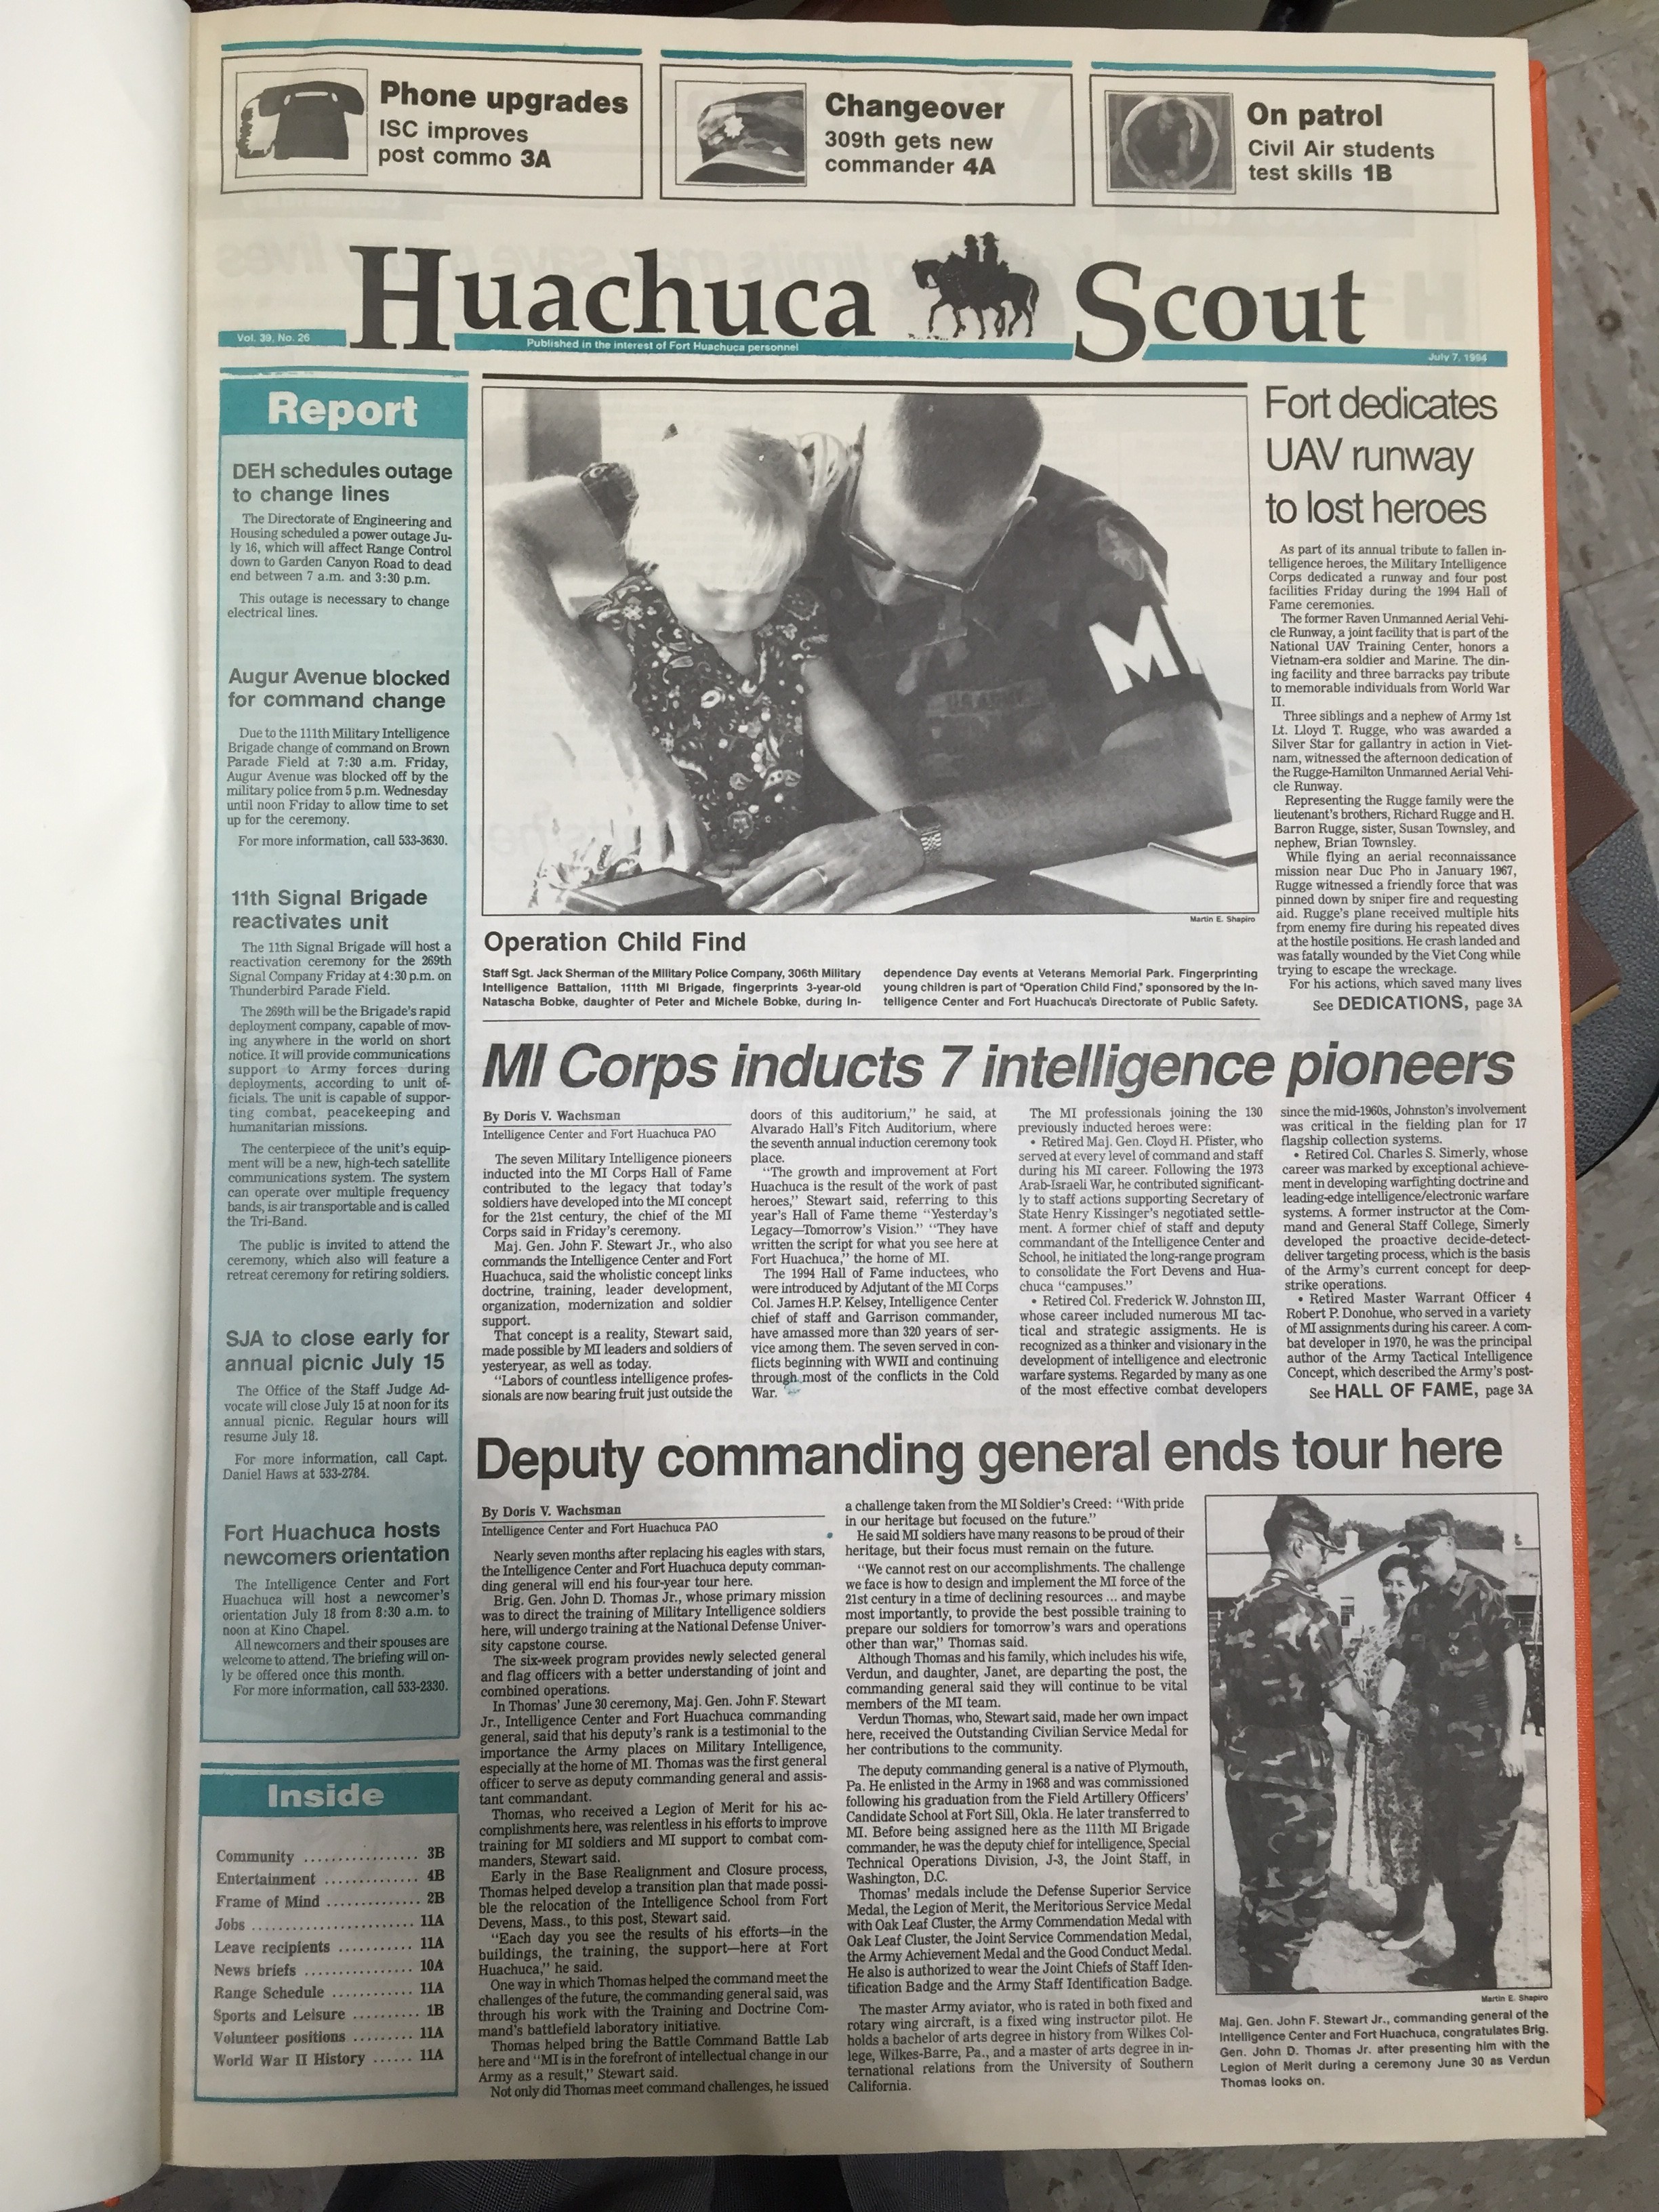 Phone upgrades
ISC improves
post commo 3A
Changeover
309th gets new
commander 4A
On patrol
Civil Air students
test skills 1B
Huachuca Scout
Vol. 39, No. 26
Published in the interest of Fort Huachuca personnel
July 7, 1994
Report
DEH schedules outage
to change lines
The Directorate of Engineering and
Housing scheduled a power outage Ju-
ly 16, which will affect Range Control
down to Garden Canyon Road to dead
end between 7 a.m. and 3:30 p.m.
This outage is necessary to change
electrical lines.
Augur Avenue blocked
for command change
Due to the 111th Military Intelligence
Brigade change of command on Brown
Parade Field at 7:30 a.m. Friday,
Augur Avenue was blocked off by the
military police from 5 p.m. Wednesday
until noon Friday to allow time to set
up for the ceremony.
For more information, call 533-3630.
11th Signal Brigade
reactivates unit
The 11th Signal Brigade will host a
reactivation ceremony for the 269th
Signal Company Friday at 4:30 p.m. on
Thunderbird Parade Field.
The 269th will be the Brigade's rapid
deployment company, capable of mov-
ing anywhere in the world on short
notice. It will provide communications
support to Army forces during
deployments, according to unit of-
ficials. The unit is capable of suppor-
ting combat, peacekeeping and
humanitarian missions.
The centerpiece of the unit's equip-
ment will be a new, high-tech satellite
communications system. The system
can operate over multiple frequency
bands, is air transportable and is called
the Tri-Band.
The public is invited to attend the
ceremony, which also will feature a
retreat ceremony for retiring soldiers.
SJA to close early for
annual picnic July 15
The Office of the Staff Judge Ad-
vocate will close July 15 at noon for its
annual picnic. Regular hours will
resume July 18.
For more information, call Capt.
Daniel Haws at 533-2784.
Fort Huachuca hosts
newcomers orientation
The Intelligence Center and Fort
Huachuca will host a newcomer's
orientation July 18 from 8:30 a.m. to
noon at Kino Chapel.
All newcomers and their spouses are
welcome to attend. The briefing will on-
ly be offered once this month.
For more information, call 533-2330.
Inside
Community ................. 3B
Entertainment .............. 4B
Frame of Mind ............. 2B
Jobs ........................ 11A
Leave recipients ........... 11A
News briefs ................ 10A
Range Schedule ............ 11A
Sports and Leisure ......... 1B
Volunteer positions ......... 11A
World War II History ...... 11A
MI
Martin E. Shapiro
Operation Child Find
Staff Sgt. Jack Sherman of the Military Police Company, 306th Military
Intelligence Battalion, 111th MI Brigade, fingerprints 3-year-old
Natascha Bobke, daughter of Peter and Michele Bobke, during In-
dependence Day events at Veterans Memorial Park. Fingerprinting
young children is part of "Operation Child Find," sponsored by the In-
telligence Center and Fort Huachuca's Directorate of Public Safety.
Fort dedicates
UAV runway
to lost heroes
As part of its annual tribute to fallen in-
telligence heroes, the Military Intelligence
Corps dedicated a runway and four post
facilities Friday during the 1994 Hall of
Fame ceremonies.
The former Raven Unmanned Aerial Vehi-
cle Runway, a joint facility that is part of the
National UAV Training Center, honors a
Vietnam-era soldier and Marine. The din-
ing facility and three barracks pay tribute
to memorable individuals from World War
II.
Three siblings and a nephew of Army 1st
Lt. Lloyd T. Rugge, who was awarded a
Silver Star for gallantry in action in Viet-
nam, witnessed the afternoon dedication of
the Rugge-Hamilton Unmanned Aerial Vehi-
cle Runway.
Representing the Rugge family were the
lieutenant's brothers, Richard Rugge and H.
Barron Rugge, sister, Susan Townsley, and
nephew, Brian Townsley.
While flying an aerial reconnaissance
mission near Duc Pho in January 1967,
Rugge witnessed a friendly force that was
pinned down by sniper fire and requesting
aid. Rugge's plane received multiple hits
from enemy fire during his repeated dives
at the hostile positions. He crash landed and
was fatally wounded by the Viet Cong while
trying to escape the wreckage.
For his actions, which saved many lives
See DEDICATIONS, page 3A
MI Corps inducts 7 intelligence pioneers
By Doris V. Wachsman
Intelligence Center and Fort Huachuca PAO
The seven Military Intelligence pioneers
inducted into the MI Corps Hall of Fame
contributed to the legacy that today's
soldiers have developed into the MI concept
for the 21st century, the chief of the MI
Corps said in Friday's ceremony.
Maj. Gen. John F. Stewart Jr., who also
commands the Intelligence Center and Fort
Huachuca, said the wholistic concept links
doctrine, training, leader development,
organization, modernization and soldier
support.
That concept is a reality, Stewart said,
made possible by MI leaders and soldiers of
yesteryear, as well as today.
"Labors of countless intelligence profes-
sionals are now bearing fruit just outside the
doors of this auditorium," he said, at
Alvarado Hall's Fitch Auditorium, where
the seventh annual induction ceremony took
place.
"The growth and improvement at Fort
Huachuca is the result of the work of past
heroes," Stewart said, referring to this
year's Hall of Fame theme "Yesterday's
Legacy—Tomorrow's Vision." "They have
written the script for what you see here at
Fort Huachuca," the home of MI.
The 1994 Hall of Fame inductees, who
were introduced by Adjutant of the MI Corps
Col. James H.P. Kelsey, Intelligence Center
chief of staff and Garrison commander,
have amassed more than 320 years of ser-
vice among them. The seven served in con-
flicts beginning with WWII and continuing
through most of the conflicts in the Cold
War.
The MI professionals joining the 130
previously inducted heroes were:
• Retired Maj. Gen. Cloyd H. Pfister, who
served at every level of command and staff
during his MI career. Following the 1973
Arab-Israeli War, he contributed significant-
ly to staff actions supporting Secretary of
State Henry Kissinger's negotiated settle-
ment. A former chief of staff and deputy
commandant of the Intelligence Center and
School, he initiated the long-range program
to consolidate the Fort Devens and Hua-
chuca "campuses."
• Retired Col. Frederick W. Johnston III,
whose career included numerous MI tac-
tical and strategic assigments. He is
recognized as a thinker and visionary in the
development of intelligence and electronic
warfare systems. Regarded by many as one
of the most effective combat developers
since the mid-1960s, Johnston's involvement
was critical in the fielding plan for 17
flagship collection systems.
• Retired Col. Charles S. Simerly, whose
career was marked by exceptional achieve-
ment in developing warfighting doctrine and
leading-edge intelligence/electronic warfare
systems. A former instructor at the Com-
mand and General Staff College, Simerly
developed the proactive decide-detect-
deliver targeting process, which is the basis
of the Army's current concept for deep-
strike operations.
• Retired Master Warrant Officer 4
Robert P. Donohue, who served in a variety
of MI assignments during his career. A com-
bat developer in 1970, he was the principal
author of the Army Tactical Intelligence
Concept, which described the Army's post-
See HALL OF FAME, page 3A
Deputy commanding general ends tour here
By Doris V. Wachsman
Intelligence Center and Fort Huachuca PAO
Nearly seven months after replacing his eagles with stars,
the Intelligence Center and Fort Huachuca deputy comman-
ding general will end his four-year tour here.
Brig. Gen. John D. Thomas Jr., whose primary mission
was to direct the training of Military Intelligence soldiers
here, will undergo training at the National Defense Univer-
sity capstone course.
The six-week program provides newly selected general
and flag officers with a better understanding of joint and
combined operations.
In Thomas' June 30 ceremony, Maj. Gen. John F. Stewart
Jr., Intelligence Center and Fort Huachuca commanding
general, said that his deputy's rank is a testimonial to the
importance the Army places on Military Intelligence,
especially at the home of MI. Thomas was the first general
officer to serve as deputy commanding general and assis-
tant commandant.
Thomas, who received a Legion of Merit for his ac-
complishments here, was relentless in his efforts to improve
training for MI soldiers and MI support to combat com-
manders, Stewart said.
Early in the Base Realignment and Closure process,
Thomas helped develop a transition plan that made possi-
ble the relocation of the Intelligence School from Fort
Devens, Mass., to this post, Stewart said.
"Each day you see the results of his efforts—in the
buildings, the training, the support—here at Fort
Huachuca," he said.
One way in which Thomas helped the command meet the
challenges of the future, the commanding general said, was
through his work with the Training and Doctrine Com-
mand's battlefield laboratory initiative.
Thomas helped bring the Battle Command Battle Lab
here and "MI is in the forefront of intellectual change in our
Army as a result," Stewart said.
Not only did Thomas meet command challenges, he issued
a challenge taken from the MI Soldier's Creed: "With pride
in our heritage but focused on the future."
He said MI soldiers have many reasons to be proud of their
heritage, but their focus must remain on the future.
"We cannot rest on our accomplishments. The challenge
we face is how to design and implement the MI force of the
21st century in a time of declining resources ... and maybe
most importantly, to provide the best possible training to
prepare our soldiers for tomorrow's wars and operations
other than war," Thomas said.
Although Thomas and his family, which includes his wife,
Verdun, and daughter, Janet, are departing the post, the
commanding general said they will continue to be vital
members of the MI team.
Verdun Thomas, who, Stewart said, made her own impact
here, received the Outstanding Civilian Service Medal for
her contributions to the community.
The deputy commanding general is a native of Plymouth,
Pa. He enlisted in the Army in 1968 and was commissioned
following his graduation from the Field Artillery Officers'
Candidate School at Fort Sill, Okla. He later transferred to
MI. Before being assigned here as the 111th MI Brigade
commander, he was the deputy chief for intelligence, Special
Technical Operations Division, J-3, the Joint Staff, in
Washington, D.C.
Thomas' medals include the Defense Superior Service
Medal, the Legion of Merit, the Meritorious Service Medal
with Oak Leaf Cluster, the Army Commendation Medal with
Oak Leaf Cluster, the Joint Service Commendation Medal,
the Army Achievement Medal and the Good Conduct Medal.
He also is authorized to wear the Joint Chiefs of Staff Iden-
tification Badge and the Army Staff Identification Badge.
The master Army aviator, who is rated in both fixed and
rotary wing aircraft, is a fixed wing instructor pilot. He
holds a bachelor of arts degree in history from Wilkes Col-
lege, Wilkes-Barre, Pa., and a master of arts degree in in-
ternational relations from the University of Southern
California.
Martin E. Shapiro
Maj. Gen. John F. Stewart Jr., commanding general of the
Intelligence Center and Fort Huachuca, congratulates Brig.
Gen. John D. Thomas Jr. after presenting him with the
Legion of Merit during a ceremony June 30 as Verdun
Thomas looks on.